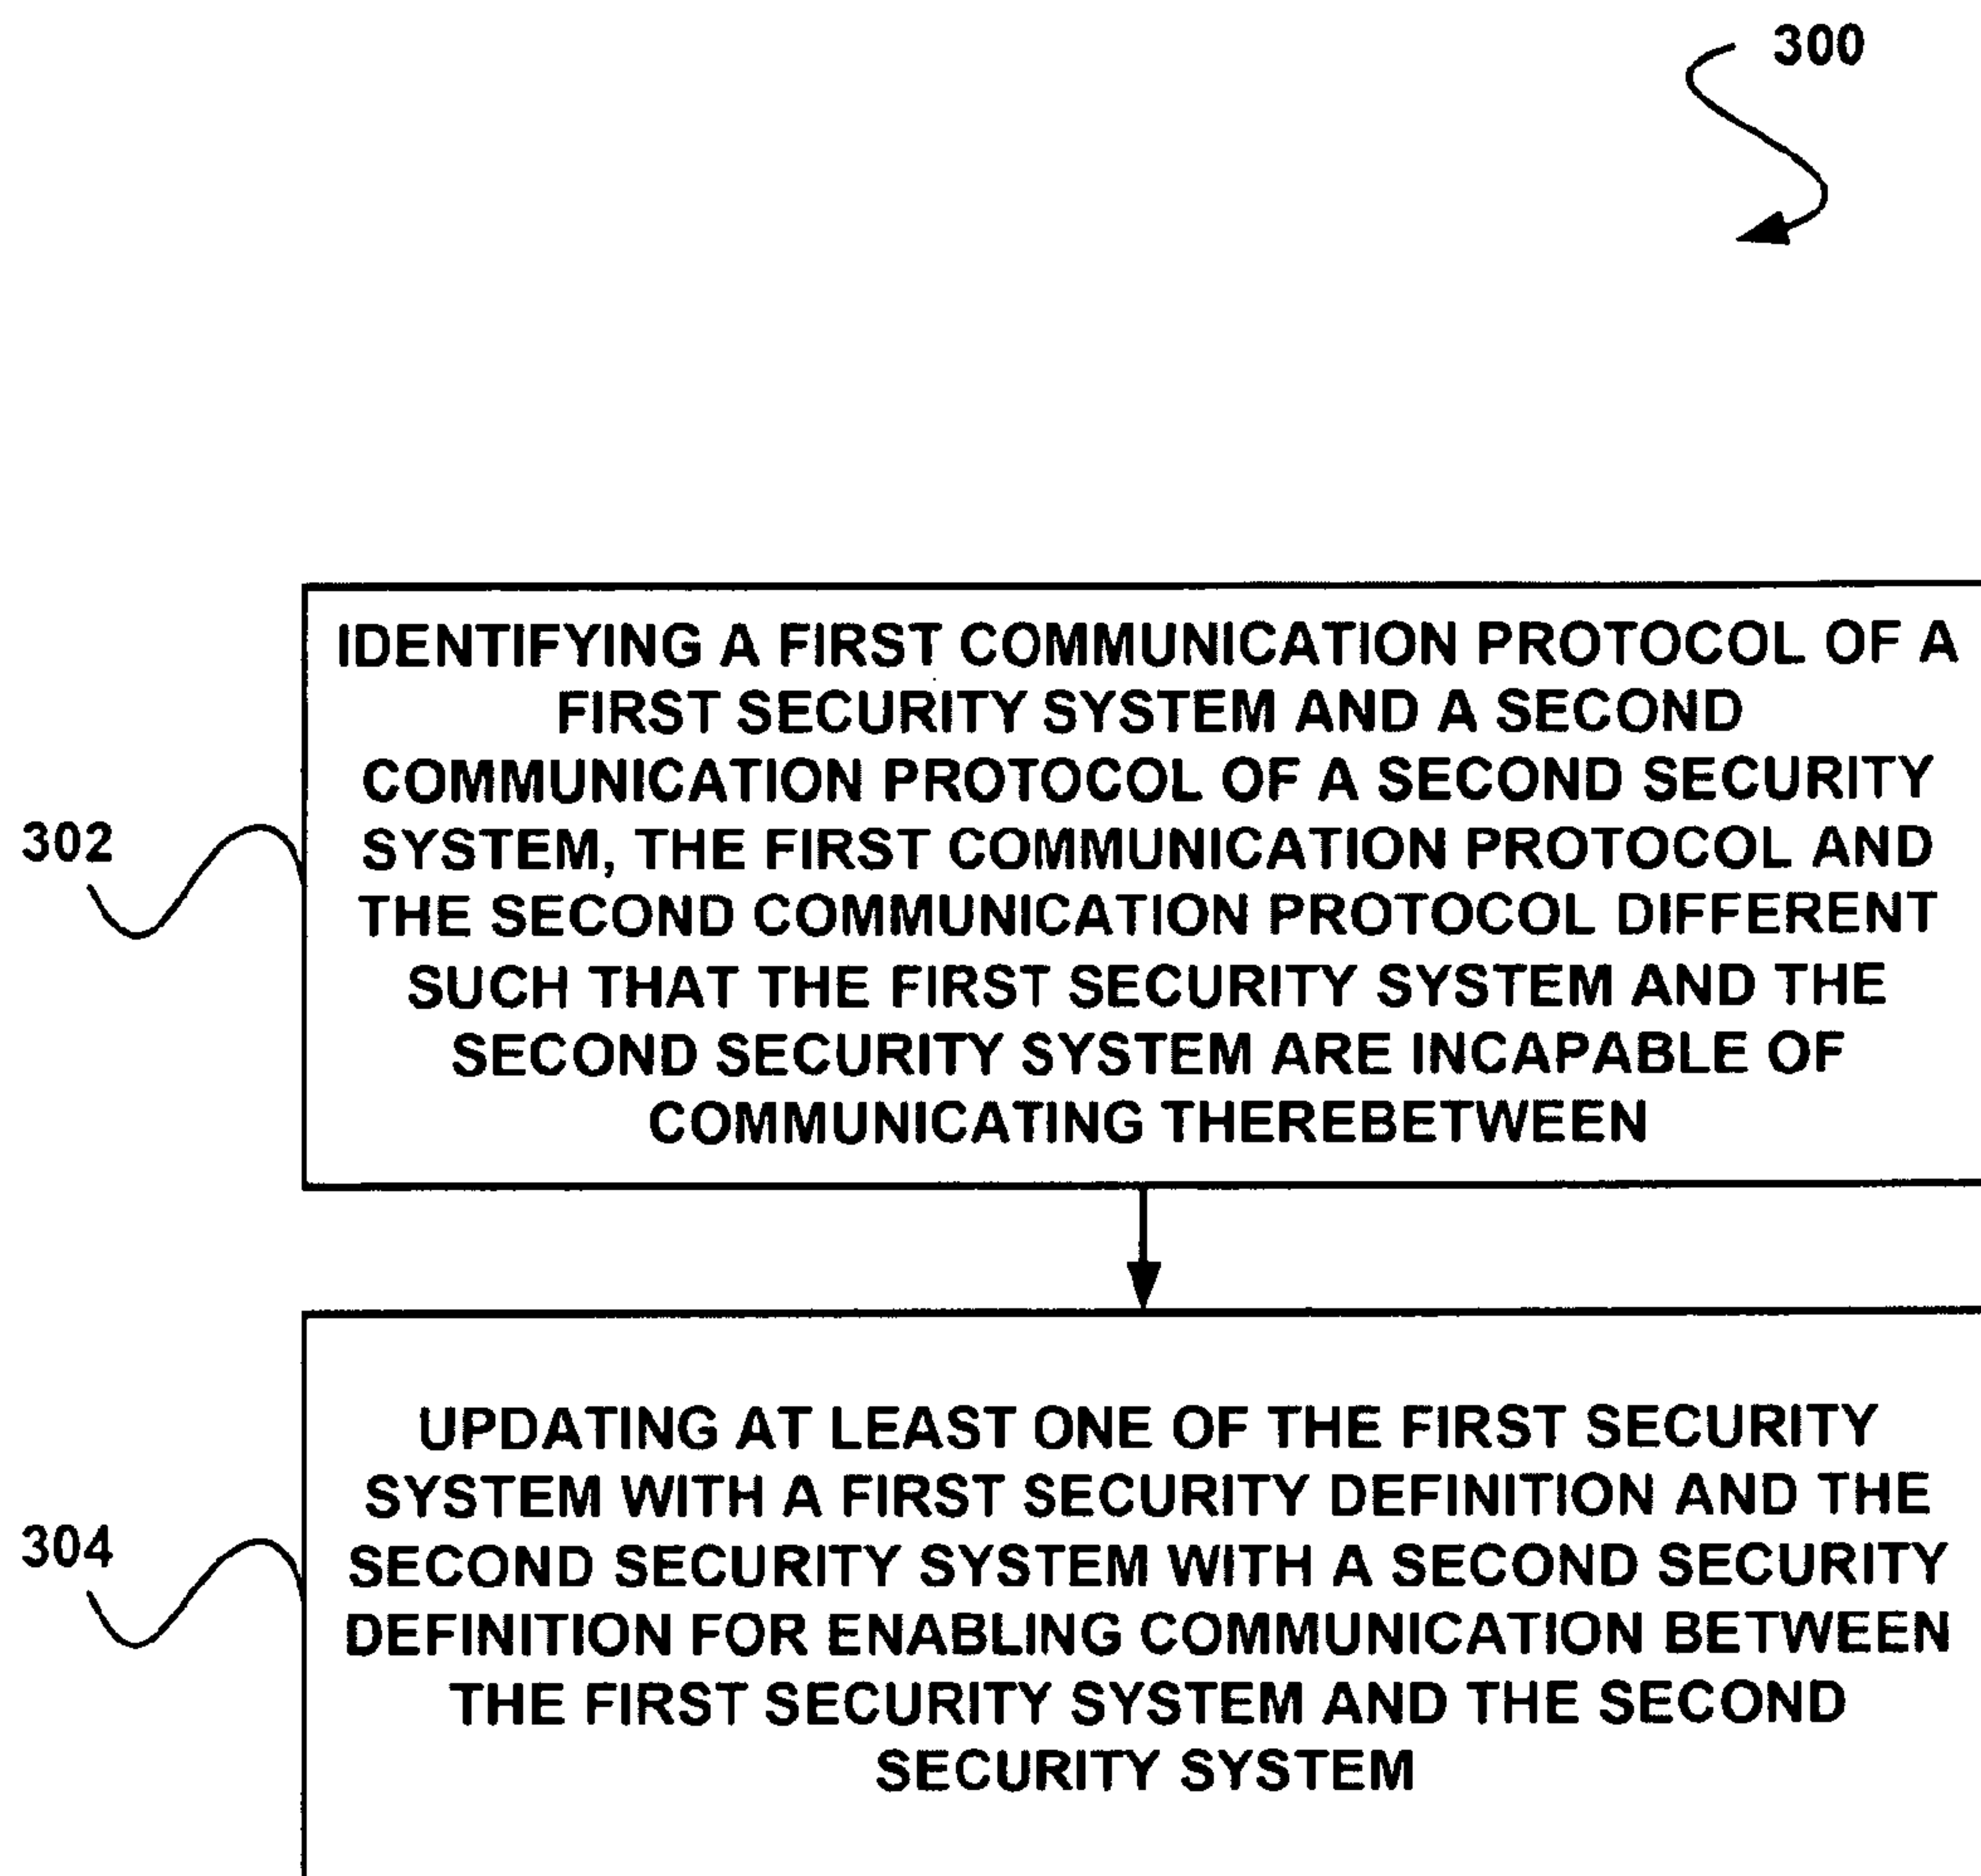 300
IDENTIFYING A FIRST COMMUNICATION PROTOCOL OF A
FIRST SECURITY SYSTEM AND A SECOND
COMMUNICATION PROTOCOL OF A SECOND SECURITY
302
SYSTEM, THE FIRST COMMUNICATION PROTOCOL AND
THE SECOND COMMUNICATION PROTOCOL DIFFERENT
SUCH THAT THE FIRST SECURITY SYSTEM AND THE
SECOND SECURITY SYSTEM ARE INCAPABLE OF
COMMUNICATING THEREBETWEEN
UPDATING AT LEAST ONE OF THE FIRST SECURITY
SYSTEM WITH A FIRST SECURITY DEFINITION AND THE
304
SECOND SECURITY SYSTEM WITH A SECOND SECURITY
DEFINITION FOR ENABLING COMMUNICATION BETWEEN
THE FIRST SECURITY SYSTEM AND THE SECOND
SECURITY SYSTEM